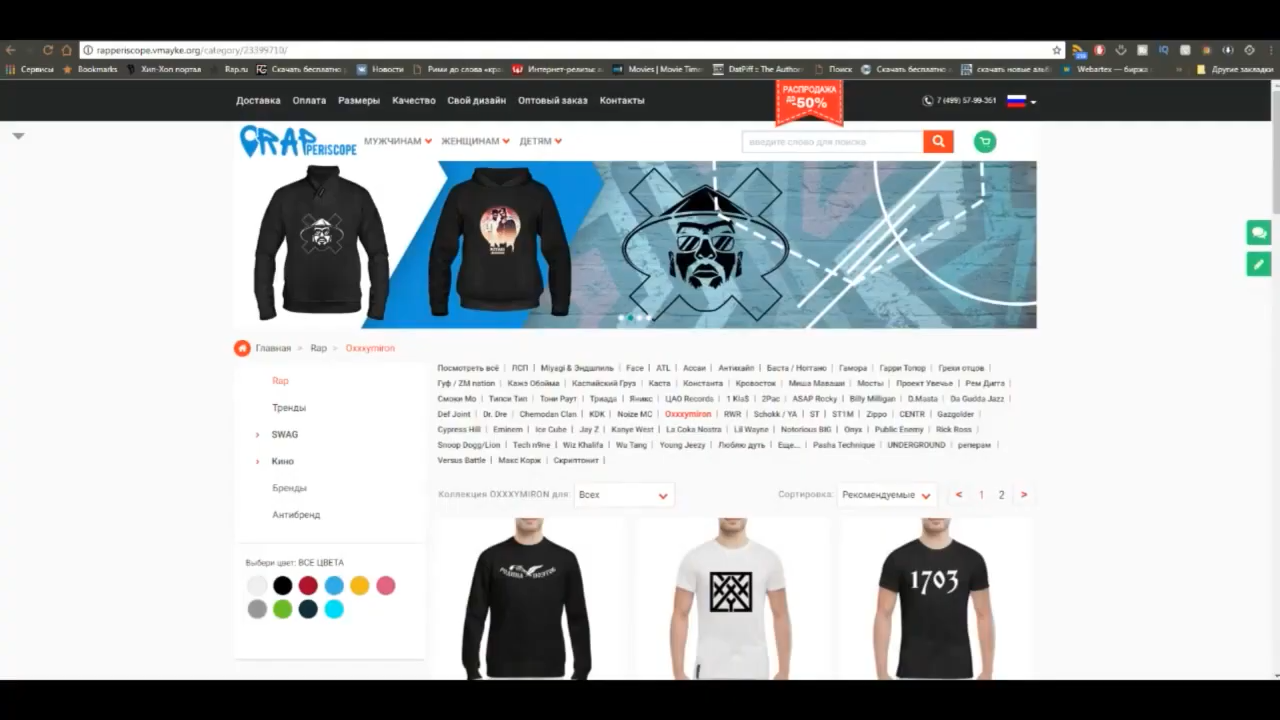 rapperiscope.vmayke.org/category/23399710/
Сервисы Bookmarks Хип-Хоп портал Rap.ru Скачать бесплатно Новости Рифмы до слова «кра Интернет-релизы: Movies | Movie Time DatPiff :: The Author Поиск Скачать бесплатно скачать новые альб Webartex — биржа Другие закладки
Доставка Оплата Размеры Качество Свой дизайн Оптовый заказ Контакты
РАСПРОДАЖА
ДО -50%
7 (499) 57-99-351
RAP PERISCOPE
МУЖЧИНАМ ЖЕНЩИНАМ ДЕТЯМ
введите слово для поиска
Главная > Rap > Oxxxymiron
Rap
Тренды
SWAG
Кино
Бренды
Антибренд
Выбери цвет: ВСЕ ЦВЕТА
Посмотреть всё | ЛСП | Miyagi & Эндшпиль | Face | ATL | Ассаи | Антихайп | Баста / Ноггано | Гамора | Гарри Топор | Грехи отцов |
Гуф / ZM nation | Каже Обойма | Каспийский Груз | Каста | Константа | Кровосток | Миша Маваши | Мосты | Проект Увечье | Рем Дигга |
Смоки Мо | Типси Тип | Тони Раут | Триада | Яникс | ЦАО Records | 1 Kla$ | 2Pac | ASAP Rocky | Billy Milligan | D.Masta | Da Gudda Jazz |
Def Joint | Dr. Dre | Chemodan Clan | KDK | Noize MC | Oxxxymiron | RWR | Schokk / YA | ST | ST1M | Zippo | CENTR | Gazgolder |
Cypress Hill | Eminem | Ice Cube | Jay Z | Kanye West | La Coka Nostra | Lil Wayne | Notorious BIG | Onyx | Public Enemy | Rick Ross |
Snoop Dogg/Lion | Tech n9ne | Wiz Khalifa | Wu Tang | Young Jeezy | Люблю дуть | Еще... | Pasha Technique | UNDERGROUND | реперам |
Versus Battle | Макс Корж | Скриптонит |
Коллекция OXXXYMIRON для: Всех
Сортировка: Рекомендуемые < 1 2 >
1703